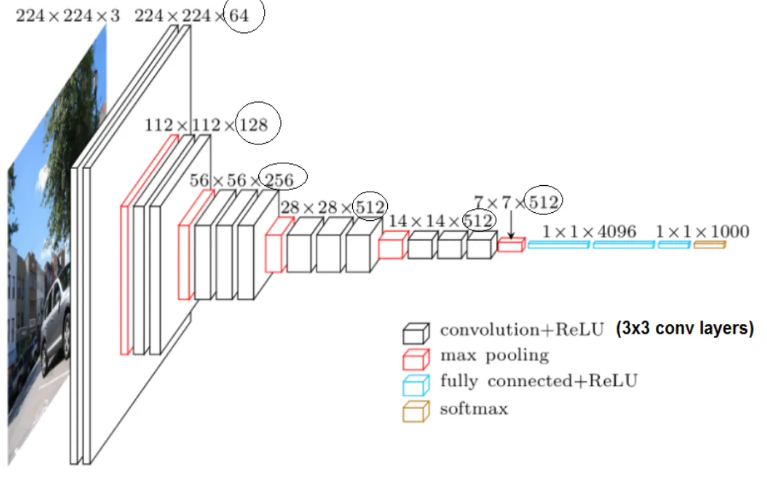 224×224×3 224×224×64
112×112×128
56×56×256
28×28×512
14×14×512
7×7×512
1×1×4096 1×1×1000
convolution+ReLU (3x3 conv layers)
max pooling
fully connected+ReLU
softmax